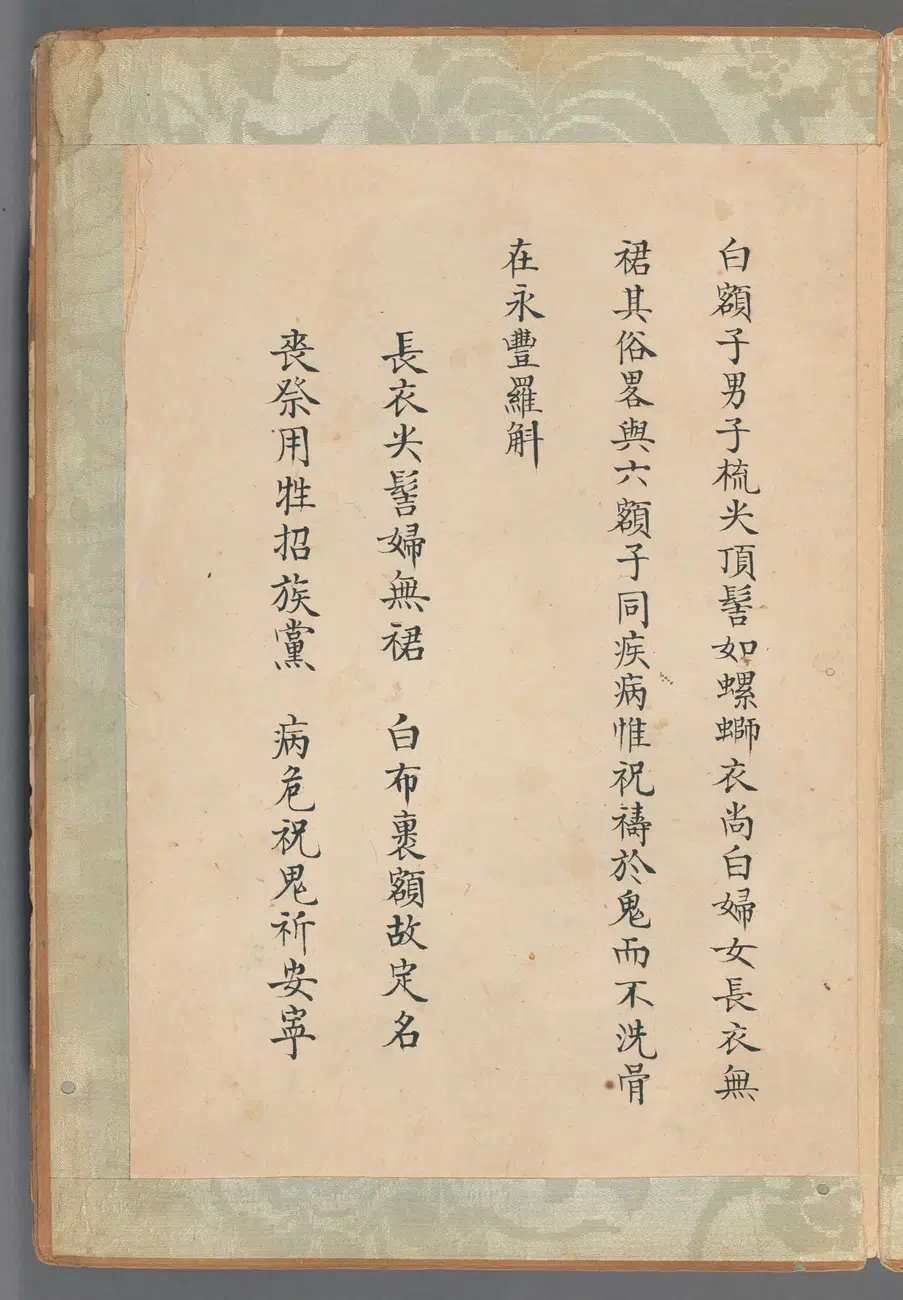 白額子男子梳尖頂髻如螺螄衣尚白婦女長衣無
裙其俗畧與六額子同疾病惟祝禱於鬼而不洗骨
在永豐羅斛
長衣尖髻婦無裙　白布裹額故定名
喪祭用牲招族黨　病危祝鬼祈安寧